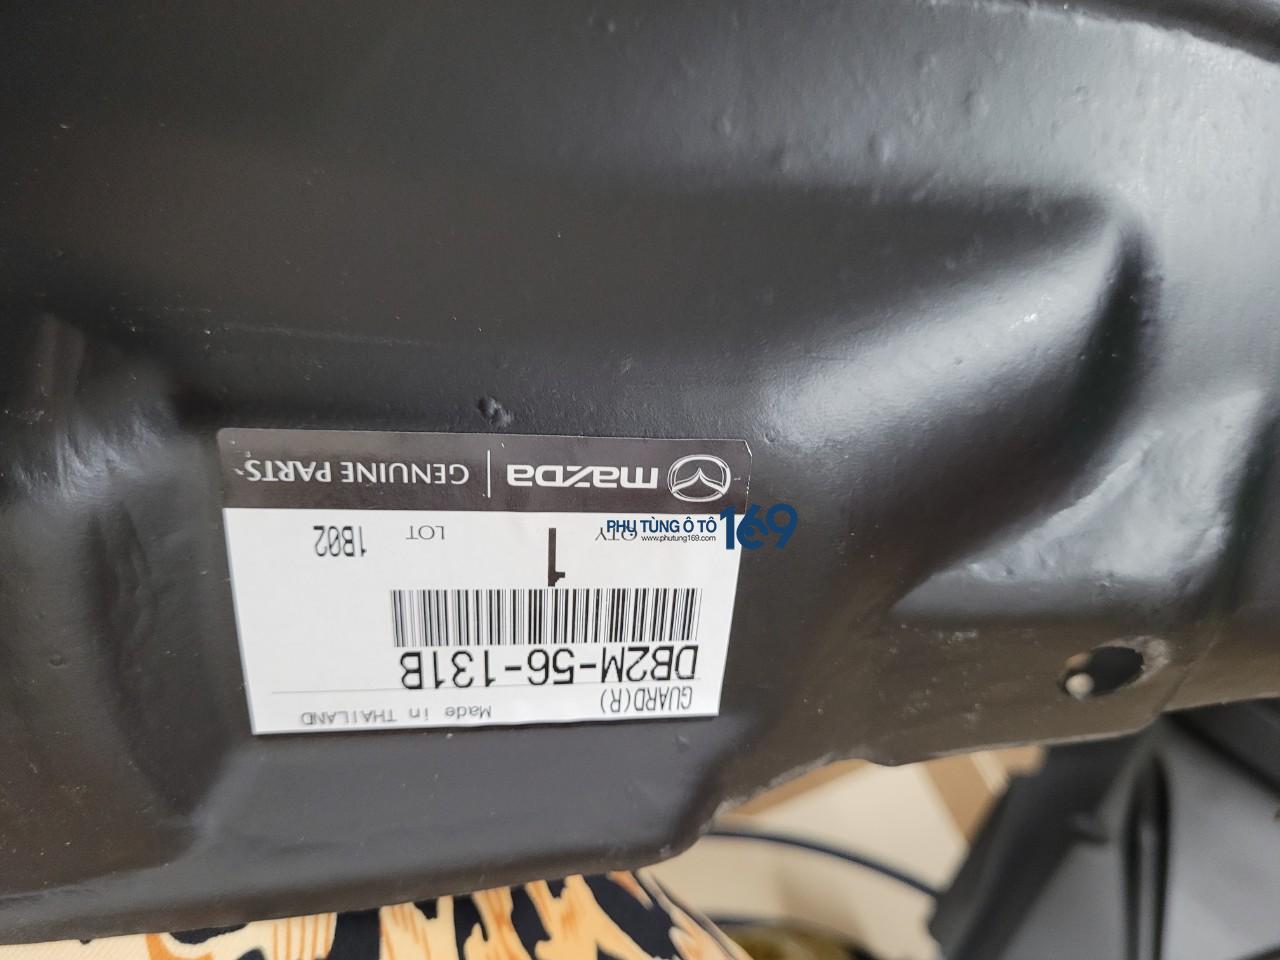 GUARD(R) Made in THAILAND
DB2M-56-131B
QTY 1 LOT 1B02
mazda | GENUINE PARTS
PHỤ TÙNG Ô TÔ 169
www.phutung169.com